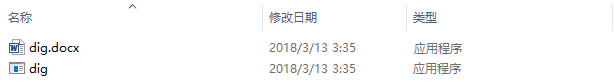 名称 修改日期 类型
dig.docx 2018/3/13 3:35 应用程序
dig 2018/3/13 3:35 应用程序